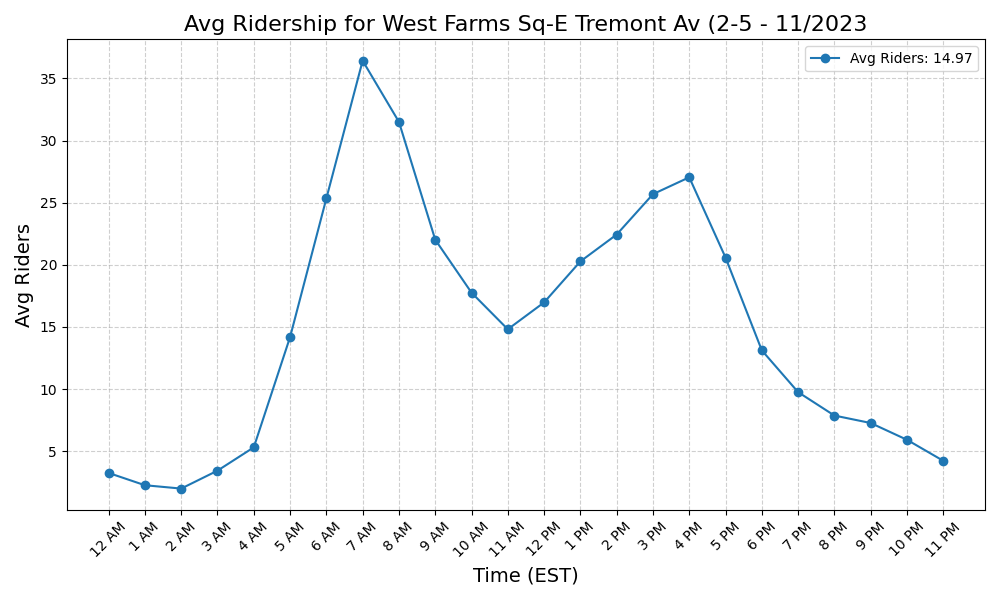 Avg Ridership for West Farms Sq-E Tremont Av (2-5 - 11/2023
Avg Riders: 14.97
Avg Riders
35
30
25
20
15
10
5
12 AM
1 AM
2 AM
3 AM
4 AM
5 AM
6 AM
7 AM
8 AM
9 AM
10 AM
11 AM
12 PM
1 PM
2 PM
3 PM
4 PM
5 PM
6 PM
7 PM
8 PM
9 PM
10 PM
11 PM
Time (EST)